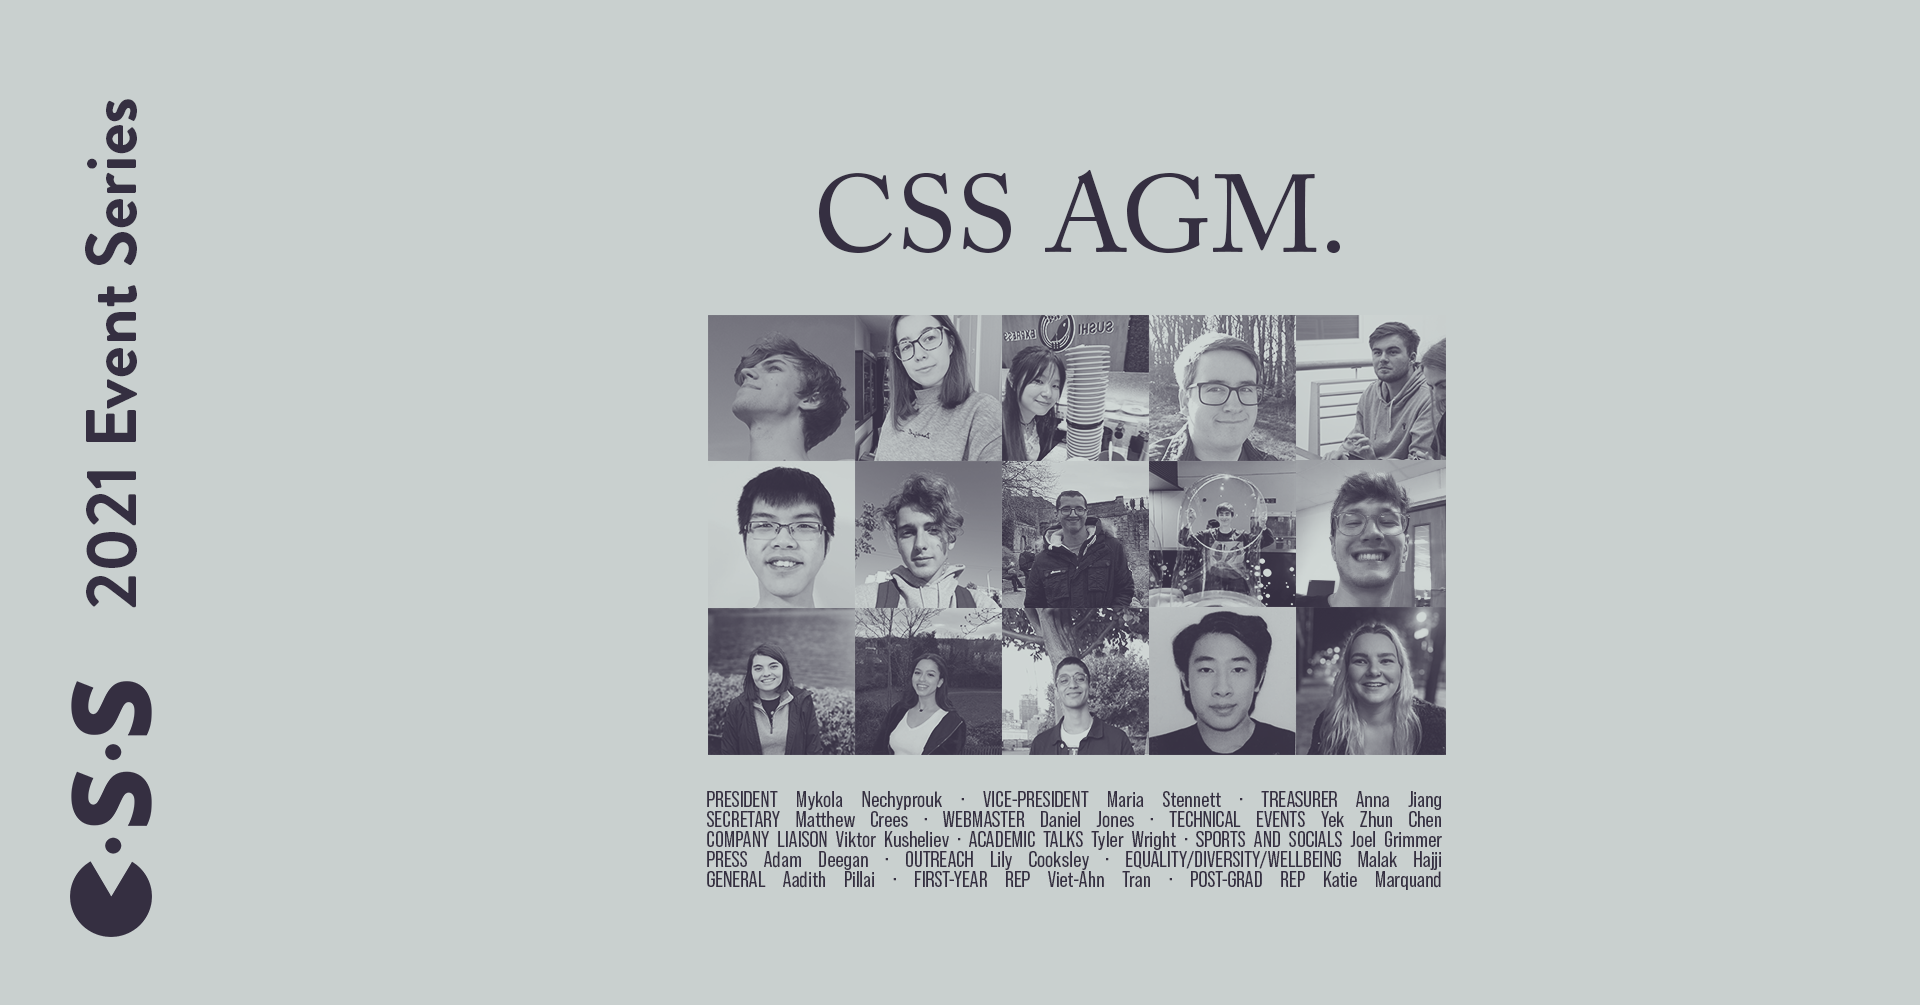 C·S·S 2021 Event Series
CSS AGM.
SUSHI
EXPRESS
PRESIDENT Mykola Nechyprouk · VICE-PRESIDENT Maria Stennett · TREASURER Anna Jiang
SECRETARY Matthew Crees · WEBMASTER Daniel Jones · TECHNICAL EVENTS Yek Zhun Chen
COMPANY LIAISON Viktor Kusheliev · ACADEMIC TALKS Tyler Wright · SPORTS AND SOCIALS Joel Grimmer
PRESS Adam Deegan · OUTREACH Lily Cooksley · EQUALITY/DIVERSITY/WELLBEING Malak Hajji
GENERAL Aadith Pillai · FIRST-YEAR REP Viet-Ahn Tran · POST-GRAD REP Katie Marquand